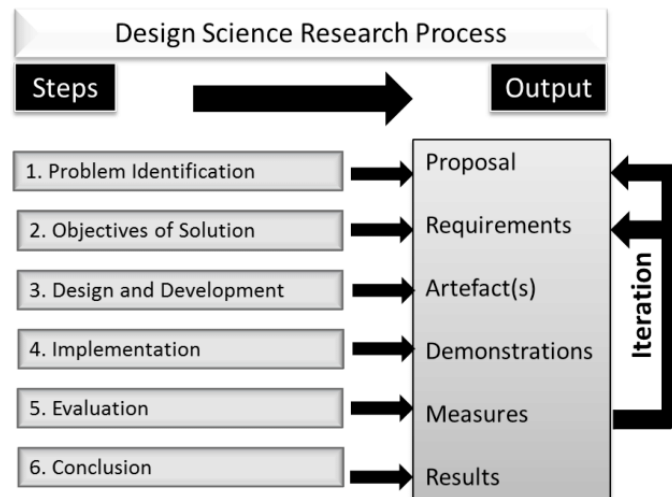 Design Science Research Process
Steps
Output
1. Problem Identification
Proposal
2. Objectives of Solution
Requirements
3. Design and Development
Artefact(s)
4. Implementation
Demonstrations
5. Evaluation
Measures
6. Conclusion
Results
Iteration